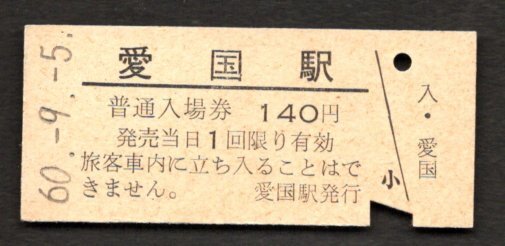 愛国駅
普通入場券 140円
発売当日1回限り有効
旅客車内に立ち入ることはで
きません。 愛国駅発行
60.-9.-5.
入・愛国
小